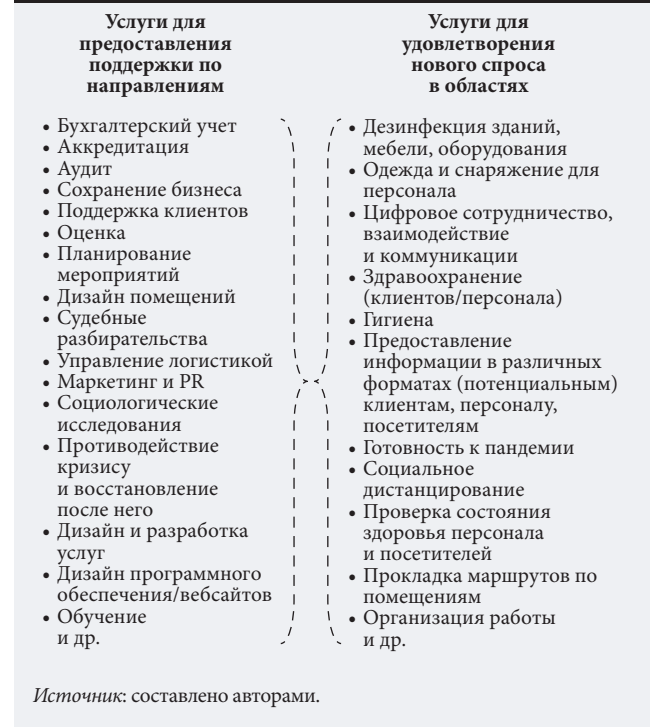 Услуги для
предоставления
поддержки по
направлениям
• Бухгалтерский учет
• Аккредитация
• Аудит
• Сохранение бизнеса
• Поддержка клиентов
• Оценка
• Планирование
мероприятий
• Дизайн помещений
• Судебные
разбирательства
• Управление логистикой
• Маркетинг и PR
• Социологические
исследования
• Противодействие
кризису
и восстановление
после него
• Дизайн и разработка
услуг
• Дизайн программного
обеспечения/вебсайтов
• Обучение
и др.
Услуги для
удовлетворения
нового спроса
в областях
• Дезинфекция зданий,
мебели, оборудования
• Одежда и снаряжение для
персонала
• Цифровое сотрудничество,
взаимодействие
и коммуникации
• Здравоохранение
(клиентов/персонала)
• Гигиена
• Предоставление
информации в различных
форматах (потенциальным)
клиентам, персоналу,
посетителям
• Готовность к пандемии
• Социальное
дистанцирование
• Проверка состояния
здоровья персонала
и посетителей
• Прокладка маршрутов по
помещениям
• Организация работы
и др.
Источник: составлено авторами.